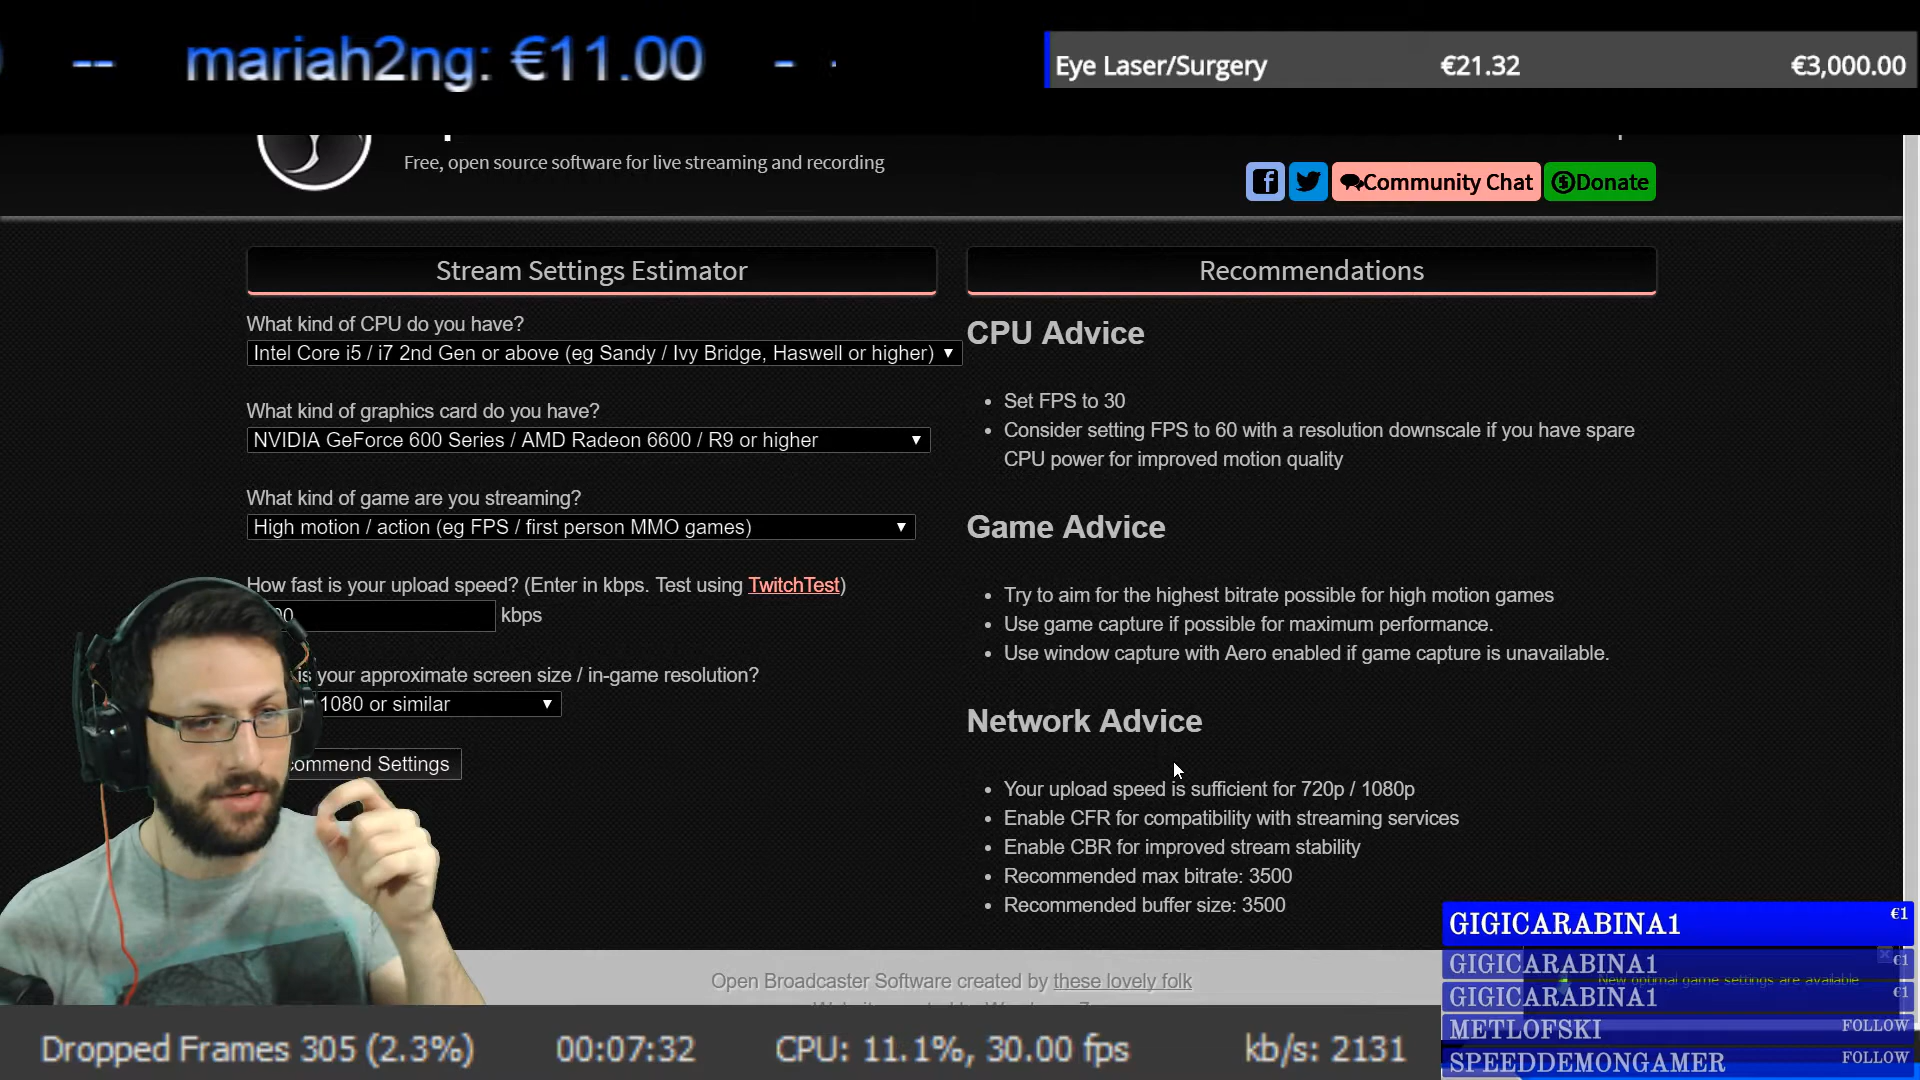 -- mariah2ng: €11.00 -
Eye Laser/Surgery €21.32 €3,000.00
Free, open source software for live streaming and recording
Community Chat
Donate
Stream Settings Estimator
What kind of CPU do you have?
Intel Core i5 / i7 2nd Gen or above (eg Sandy / Ivy Bridge, Haswell or higher)
What kind of graphics card do you have?
NVIDIA GeForce 600 Series / AMD Radeon 6600 / R9 or higher
What kind of game are you streaming?
High motion / action (eg FPS / first person MMO games)
How fast is your upload speed? (Enter in kbps. Test using TwitchTest)
kbps
is your approximate screen size / in-game resolution?
1080 or similar
commend Settings
Recommendations
CPU Advice
Set FPS to 30
Consider setting FPS to 60 with a resolution downscale if you have spare
CPU power for improved motion quality
Game Advice
Try to aim for the highest bitrate possible for high motion games
Use game capture if possible for maximum performance.
Use window capture with Aero enabled if game capture is unavailable.
Network Advice
Your upload speed is sufficient for 720p / 1080p
Enable CFR for compatibility with streaming services
Enable CBR for improved stream stability
Recommended max bitrate: 3500
Recommended buffer size: 3500
Open Broadcaster Software created by these lovely folk
GIGICARABINA1 €1
GIGICARABINA1 €1
New optimal game settings are available
GIGICARABINA1 €1
METLOFSKI FOLLOW
SPEEDDEMONGAMER FOLLOW
Dropped Frames 305 (2.3%) 00:07:32 CPU: 11.1%, 30.00 fps kb/s: 2131